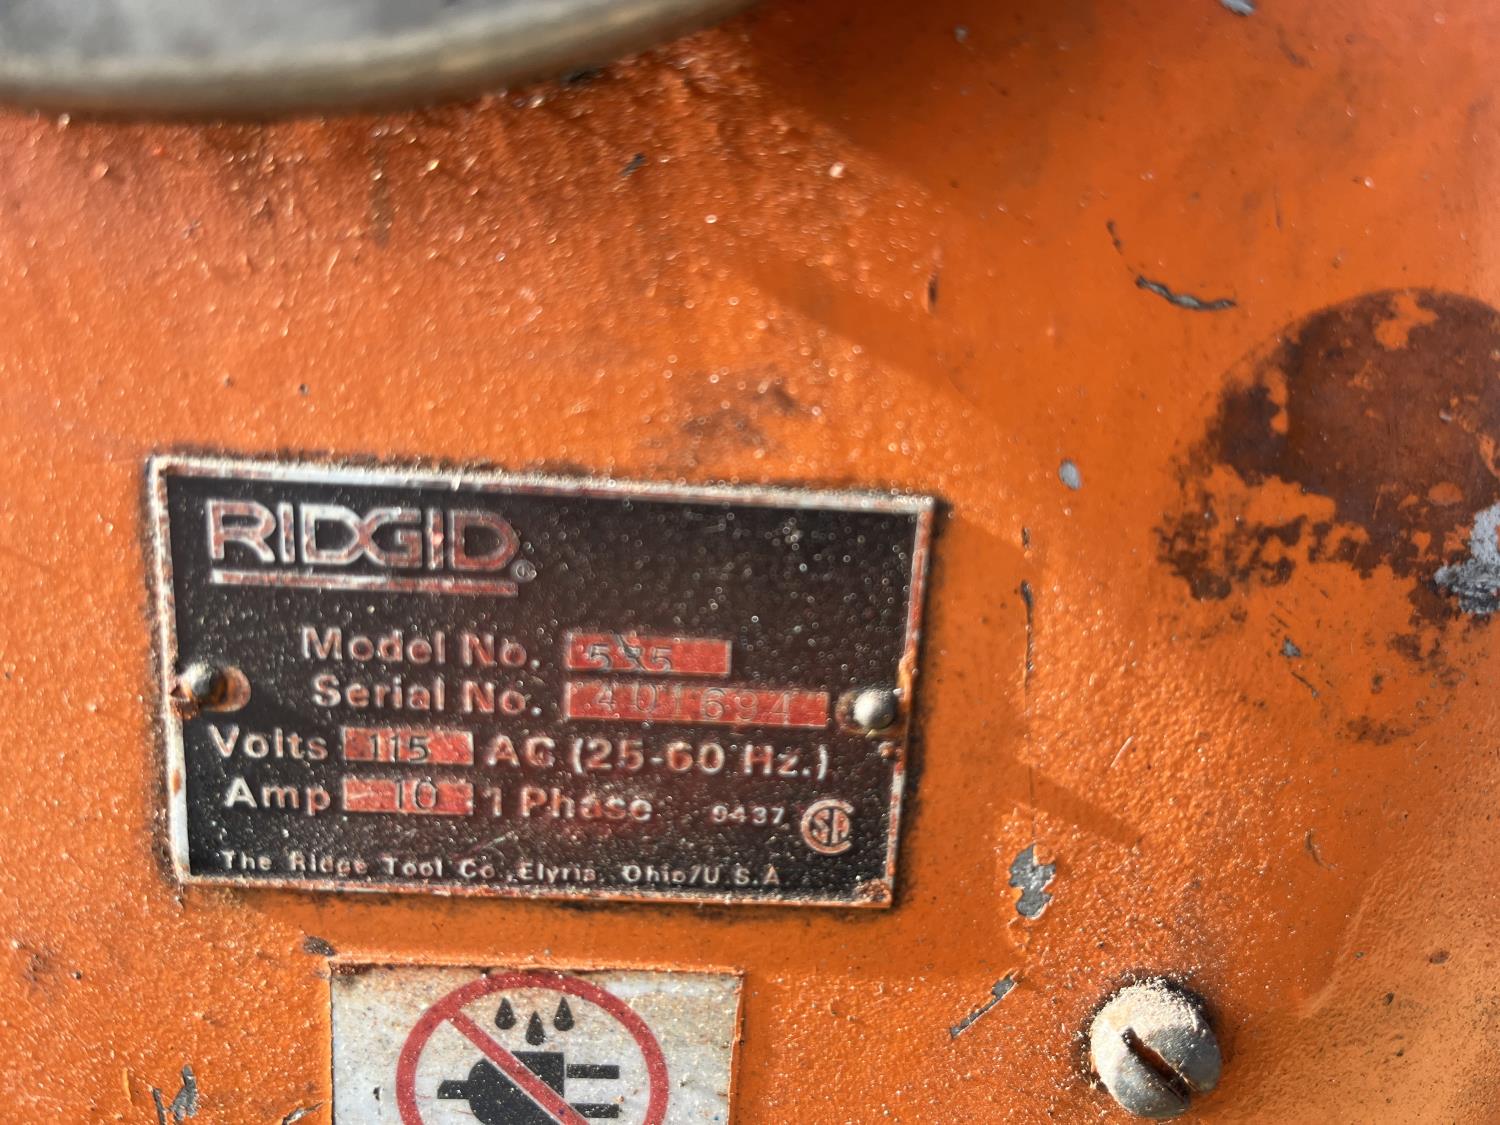 RIDGID®
Model No. 535
Serial No. 401694
Volts 115 AC (25-60 Hz.)
Amp 10 1 Phase 9437 CSA
The Ridge Tool Co., Elyria, Ohio/U.S.A